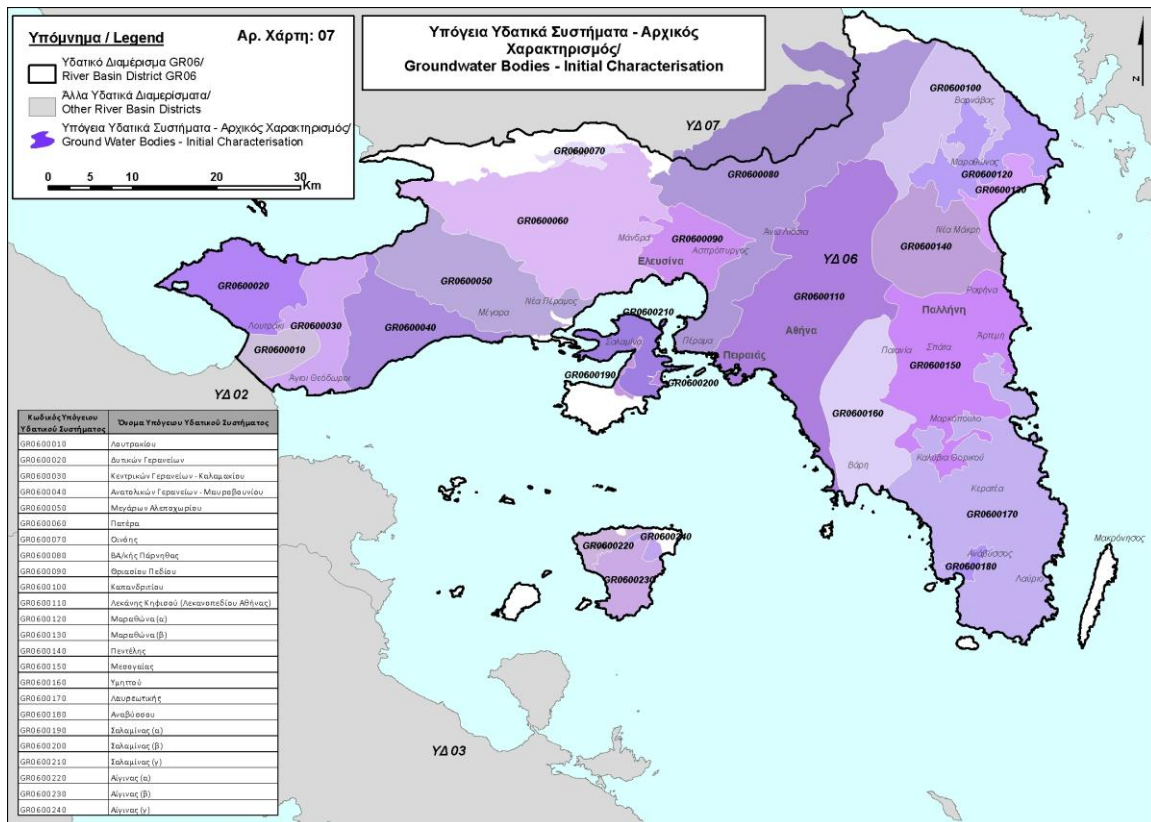 Υπόμνημα / Legend
Αρ. Χάρτη: 07
Υδατικό Διαμέρισμα GR06/
River Basin District GR06
Άλλα Υδατικά Διαμερίσματα/
Other River Basin Districts
Υπόγεια Υδατικά Συστήματα - Αρχικός Χαρακτηρισμός/
Ground Water Bodies - Initial Characterisation
0 5 10 20 30
Km
Υπόγεια Υδατικά Συστήματα - Αρχικός
Χαρακτηρισμός/
Groundwater Bodies - Initial Characterisation
N
GR0600100
Βαρνάβας
ΥΔ 07
GR0600070
GR0600080
Μαραθώνας
GR0600120
GR0600130
GR0600060
Μάνδρα
GR0600090
Ασπρόπυργος
Άνω Λιόσια
Νέα Μάκρη
GR0600140
Ελευσίνα
ΥΔ 06
GR0600020
GR0600050
Νέα Πέραμος
Μέγαρα
GR0600110
Ραφήνα
Παλλήνη
Λουτράκι
GR0600030
GR0600040
GR0600210
Σαλαμίνα
Πέραμα
Αθήνα
Άρτεμη
GR0600010
Πειραιάς
Παιανία
Σπάτα
GR0600150
Άγιοι Θεόδωροι
GR0600190
GR0600200
ΥΔ 02
GR0600160
Μαρκόπουλο
Βάρη
Καλύβια Θορικού
Κερατέα
GR0600170
GR0600240
GR0600220
Μακρόνησος
Ανάβυσσος
GR0600180
GR0600230
Λαύριο
ΥΔ 03
Κωδικός Υπόγειου Υδατικού Συστήματος Όνομα Υπόγειου Υδατικού Συστήματος
GR0600010 Λουτρακίου
GR0600020 Δυτικών Γερανείων
GR0600030 Κεντρικών Γερανείων - Καλαμακίου
GR0600040 Ανατολικών Γερανείων - Μαυροβουνίου
GR0600050 Μεγάρων Αλεποχωρίου
GR0600060 Πατέρα
GR0600070 Οινόης
GR0600080 ΒΑ/κής Πάρνηθας
GR0600090 Θριασίου Πεδίου
GR0600100 Καπανδριτίου
GR0600110 Λεκάνης Κηφισού (Λεκανοπεδίου Αθήνας)
GR0600120 Μαραθώνα (α)
GR0600130 Μαραθώνα (β)
GR0600140 Πεντέλης
GR0600150 Μεσογαίας
GR0600160 Υμηττού
GR0600170 Λαυρεωτικής
GR0600180 Αναβύσσου
GR0600190 Σαλαμίνας (α)
GR0600200 Σαλαμίνας (β)
GR0600210 Σαλαμίνας (γ)
GR0600220 Αίγινας (α)
GR0600230 Αίγινας (β)
GR0600240 Αίγινας (γ)